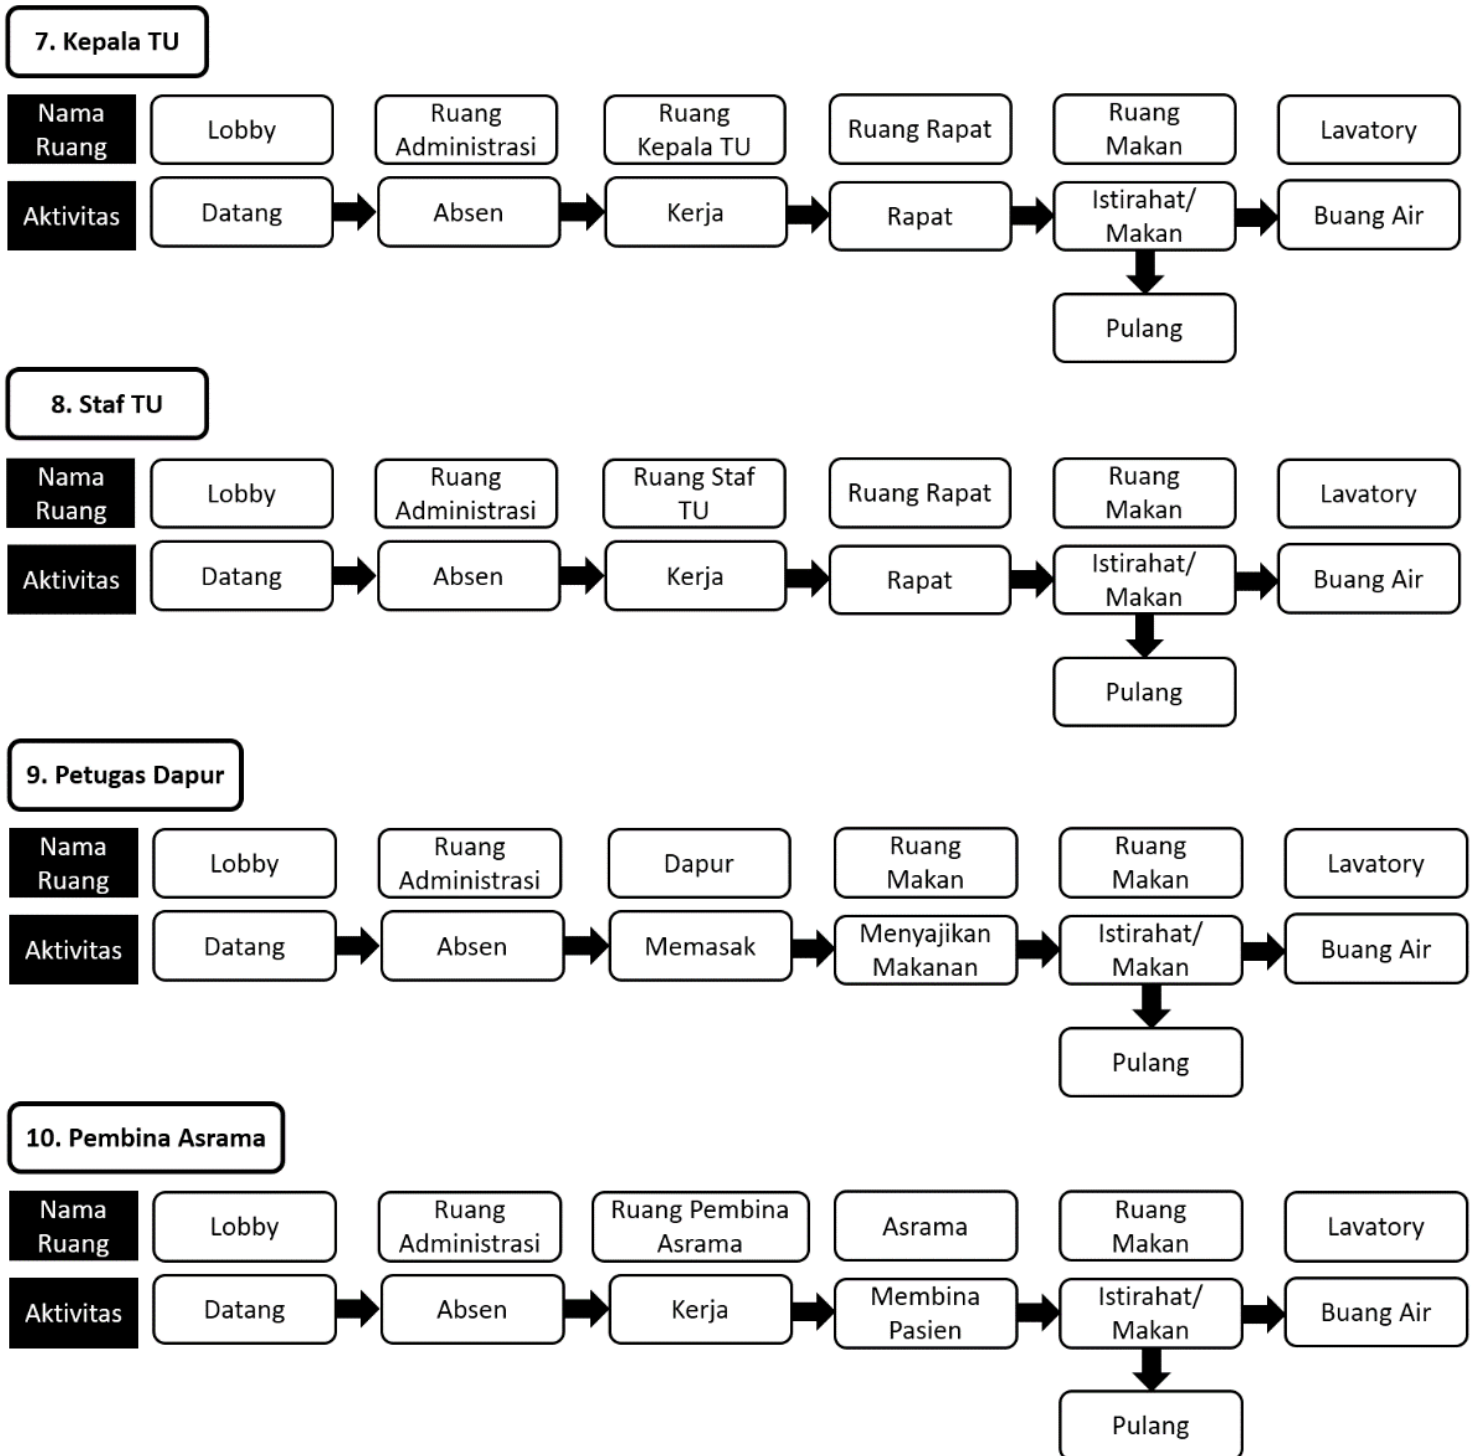 7. Kepala TU
Nama Ruang
Lobby
Ruang Administrasi
Ruang Kepala TU
Ruang Rapat
Ruang Makan
Lavatory
Aktivitas
Datang
Absen
Kerja
Rapat
Istirahat/ Makan
Buang Air
Pulang
8. Staf TU
Nama Ruang
Lobby
Ruang Administrasi
Ruang Staf TU
Ruang Rapat
Ruang Makan
Lavatory
Aktivitas
Datang
Absen
Kerja
Rapat
Istirahat/ Makan
Buang Air
Pulang
9. Petugas Dapur
Nama Ruang
Lobby
Ruang Administrasi
Dapur
Ruang Makan
Ruang Makan
Lavatory
Aktivitas
Datang
Absen
Memasak
Menyajikan Makanan
Istirahat/ Makan
Buang Air
Pulang
10. Pembina Asrama
Nama Ruang
Lobby
Ruang Administrasi
Ruang Pembina Asrama
Asrama
Ruang Makan
Lavatory
Aktivitas
Datang
Absen
Kerja
Membina Pasien
Istirahat/ Makan
Buang Air
Pulang